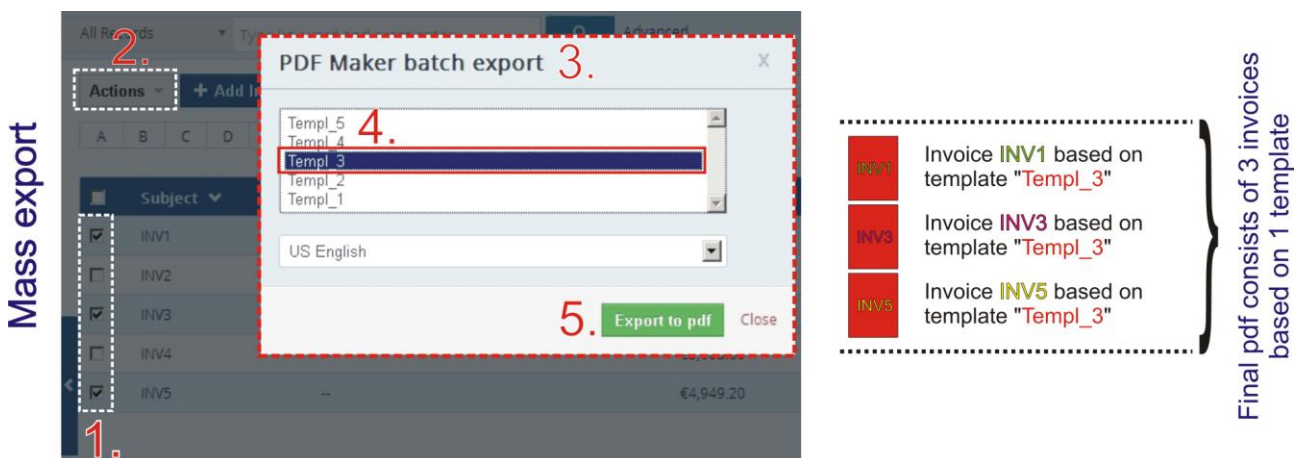 Mass export
All Records
Advanced
2.
Actions
+ Add
A B C D
Subject
INV1
INV2
INV3
INV4
INV5
--
€4,949.20
1.
PDF Maker batch export
3.
X
Templ_5
4.
Templ_4
Templ_3
Templ_2
Templ_1
US English
5.
Export to pdf
Close
INV1
Invoice INV1 based on
template "Templ_3"
INV3
Invoice INV3 based on
template "Templ_3"
INV5
Invoice INV5 based on
template "Templ_3"
Final pdf consists of 3 invoices
based on 1 template